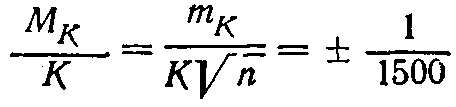 M_K / K = m_K / K√n = ± 1 / 1500